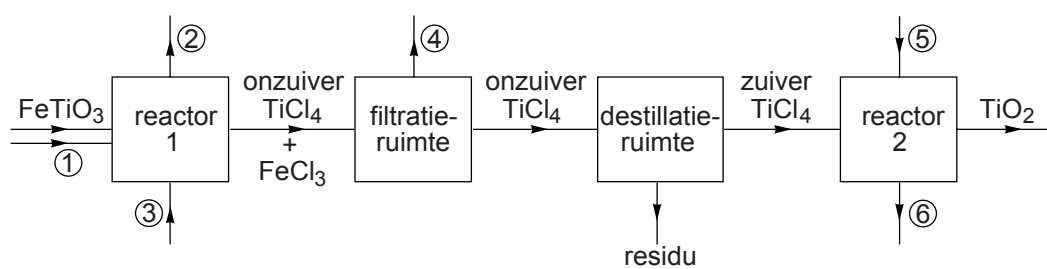 ②
④
⑤
FeTiO₃
①
reactor
1
③
onzuiver
TiCl₄
+
FeCl₃
filtratie-
ruimte
onzuiver
TiCl₄
destillatie-
ruimte
residu
zuiver
TiCl₄
reactor
2
⑥
TiO₂